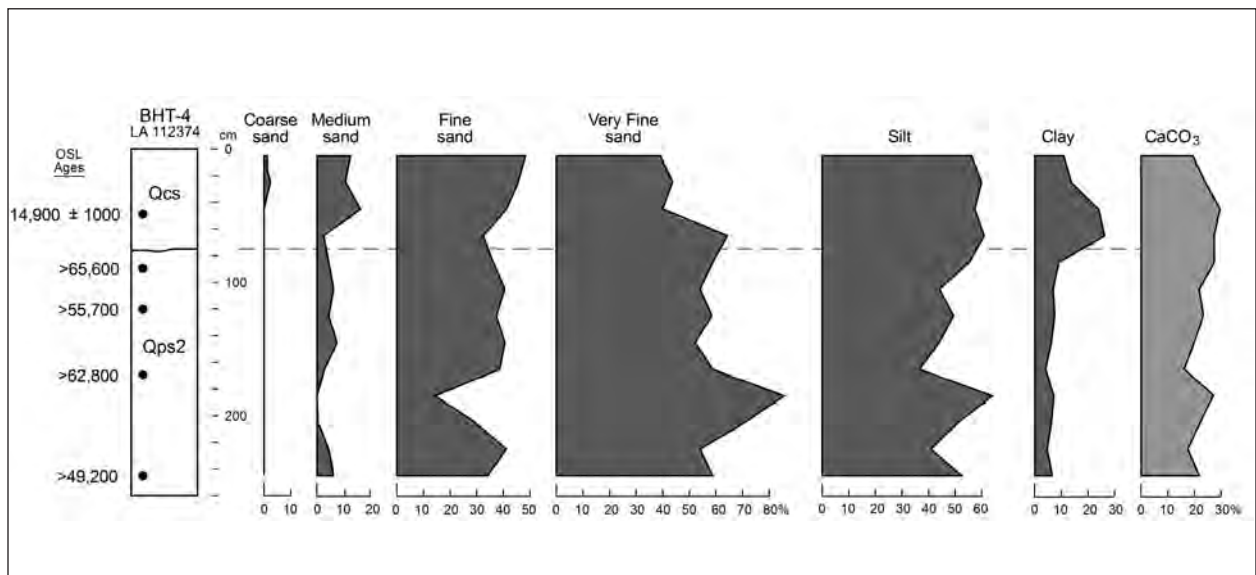 BHT-4
LA 112374
OSL
Ages
14,900 ± 1000
>65,600
>55,700
>62,800
>49,200
Qcs
Qps2
cm
0
100
200
Coarse
sand
Medium
sand
Fine
sand
Very Fine
sand
Silt
Clay
CaCO₃
0 10
0 10 20
0 10 20 30 40 50
0 10 20 30 40 50 60 70 80%
0 10 20 30 40 50 60
0 10 20 30
0 10 20 30%